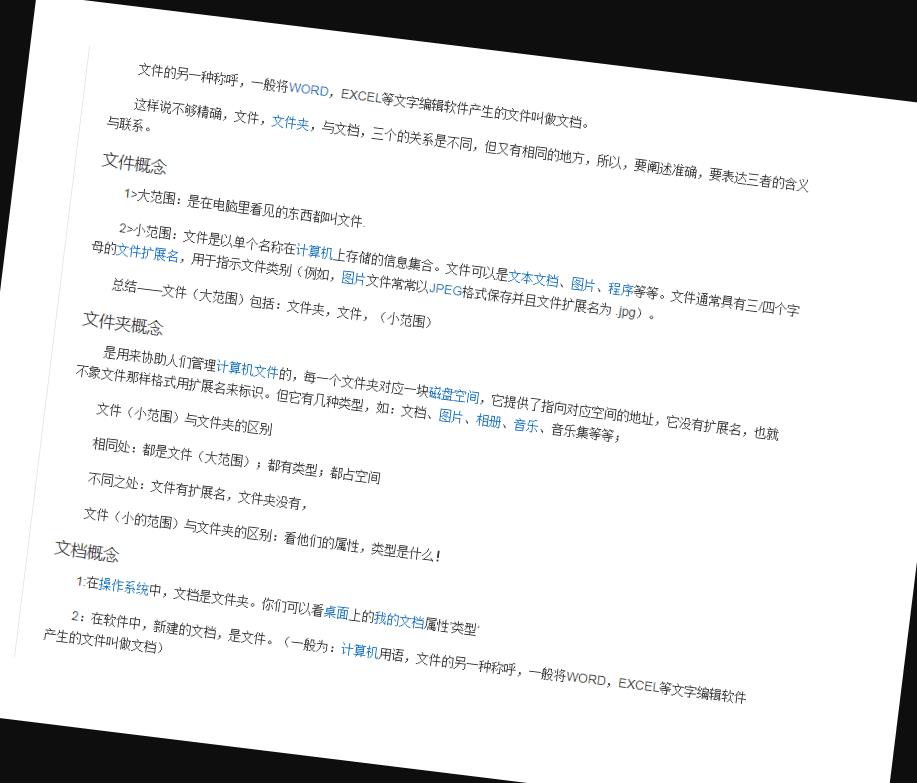 文件的另一种称呼，一般将WORD，EXCEL等文字编辑软件产生的文件叫做文档。
这样说不够精确，文件，文件夹，与文档，三个的关系是不同，但又有相同的地方，所以，要阐述准确，要表达三者的含义
与联系。
文件概念
1>大范围：是在电脑里看见的东西都叫文件.
2>小范围：文件是以单个名称在计算机上存储的信息集合。文件可以是文本文档、图片、程序等等。文件通常具有三/四个字
母的文件扩展名，用于指示文件类别（例如，图片文件常常以JPEG格式保存并且文件扩展名为 .jpg）。
总结——文件（大范围）包括：文件夹，文件，（小范围）
文件夹概念
是用来协助人们管理计算机文件的，每一个文件夹对应一块磁盘空间，它提供了指向对应空间的地址，它没有扩展名，也就
不象文件那样格式用扩展名来标识。但它有几种类型，如：文档、图片、相册、音乐、音乐集等等；
文件（小范围）与文件夹的区别
相同处：都是文件（大范围）；都有类型；都占空间
不同之处：文件有扩展名，文件夹没有，
文件（小的范围）与文件夹的区别：看他们的属性，类型是什么！
文档概念
1:在操作系统中，文档是文件夹。你们可以看桌面上的我的文档属性'类型'
2：在软件中，新建的文档，是文件。（一般为：计算机用语，文件的另一种称呼，一般将WORD，EXCEL等文字编辑软件
产生的文件叫做文档）